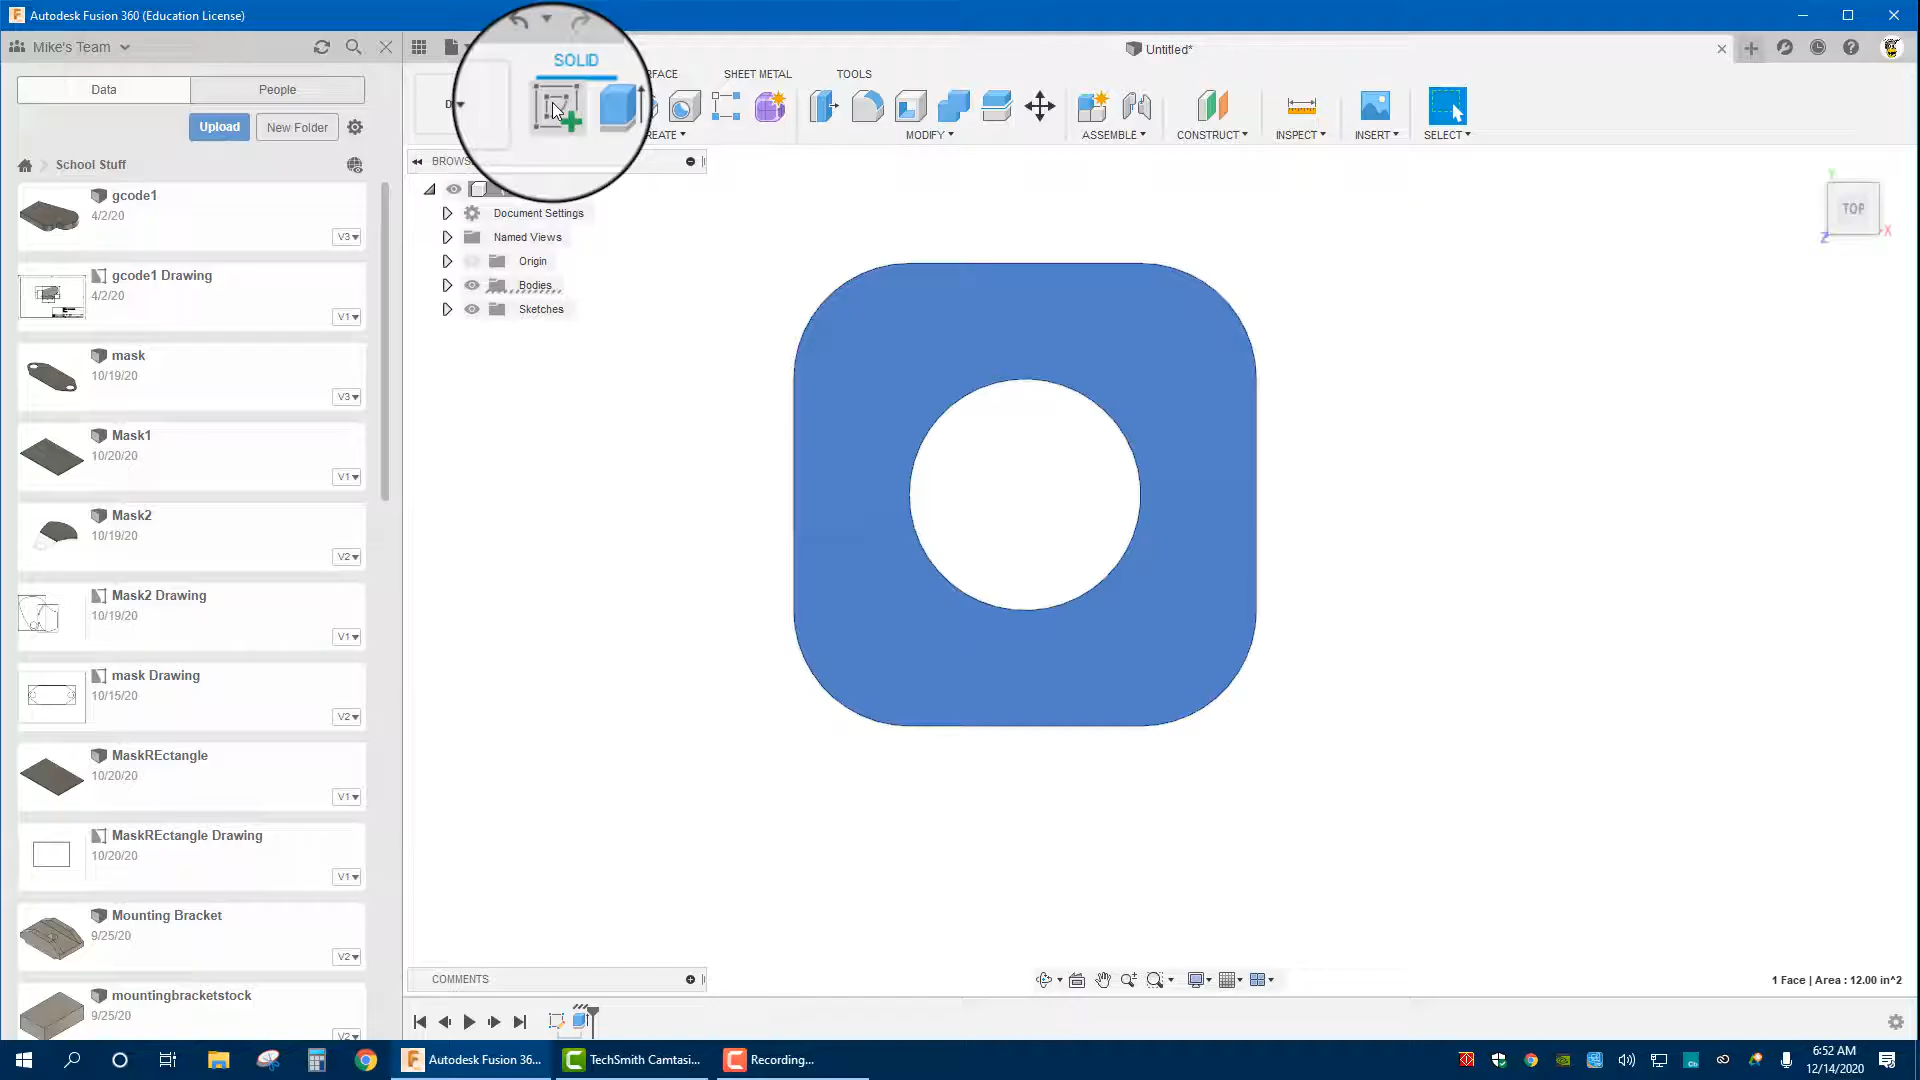 Autodesk Fusion 360 (Education License)
Mike's Team
Untitled*
Data
People
Upload
New Folder
School Stuff
gcode1
4/2/20
V3
gcode1 Drawing
4/2/20
V1
mask
10/19/20
V3
Mask1
10/20/20
V1
Mask2
10/19/20
V2
Mask2 Drawing
10/19/20
V1
mask Drawing
10/15/20
V2
MaskREctangle
10/20/20
V1
MaskREctangle Drawing
10/20/20
V1
Mounting Bracket
9/25/20
V2
mountingbracketstock
9/25/20
V2
SOLID
RFACE
SHEET METAL
TOOLS
D
REATE
MODIFY
ASSEMBLE
CONSTRUCT
INSPECT
INSERT
SELECT
BROWS
Document Settings
Named Views
Origin
Bodies
Sketches
Y
TOP
Z
X
COMMENTS
1 Face | Area : 12.00 in^2
Autodesk Fusion 36...
TechSmith Camtasi...
Recording...
6:52 AM
12/14/2020